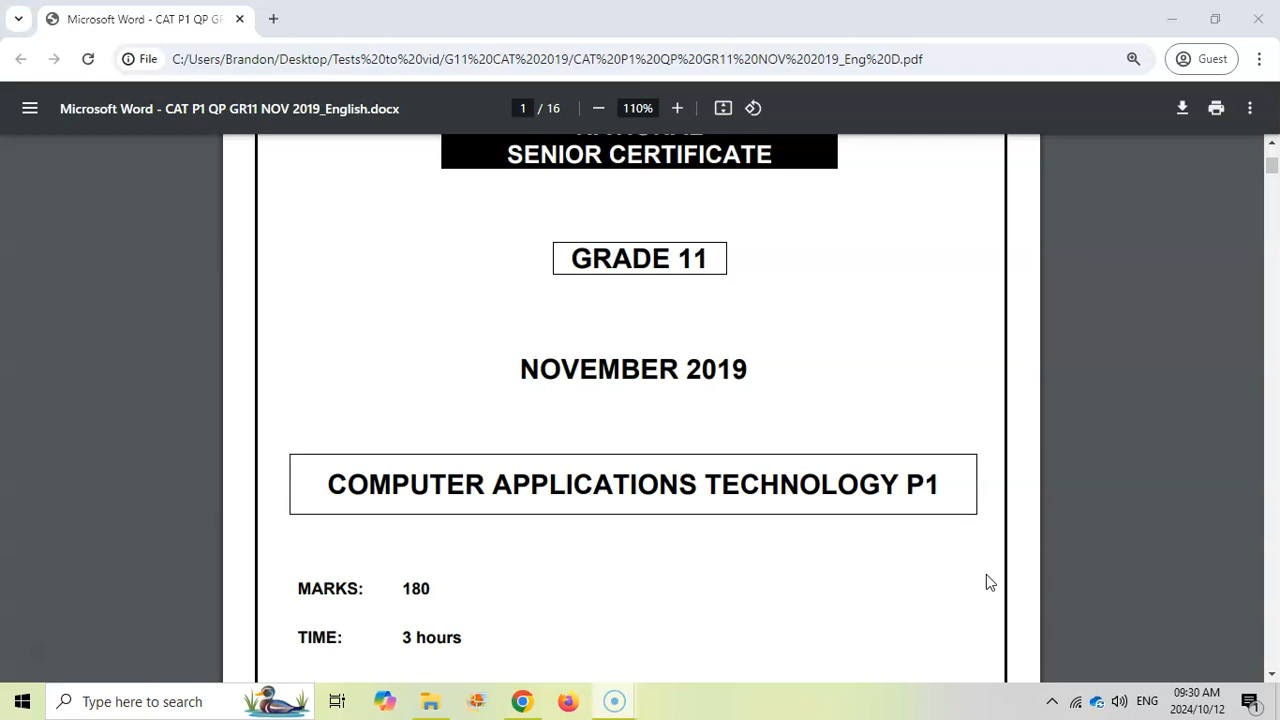 Microsoft Word - CAT P1 QP GR
File
C:/Users/Brandon/Desktop/Tests%20to%20vid/G11%20CAT%202019/CAT%20P1%20QP%20GR11%20NOV%202019_Eng%20D.pdf
Guest
Microsoft Word - CAT P1 QP GR11 NOV 2019_English.docx
1 / 16
110%
NATIONAL
SENIOR CERTIFICATE
GRADE 11
NOVEMBER 2019
COMPUTER APPLICATIONS TECHNOLOGY P1
MARKS: 180
TIME: 3 hours
Type here to search
ENG
09:30 AM
2024/10/12
1